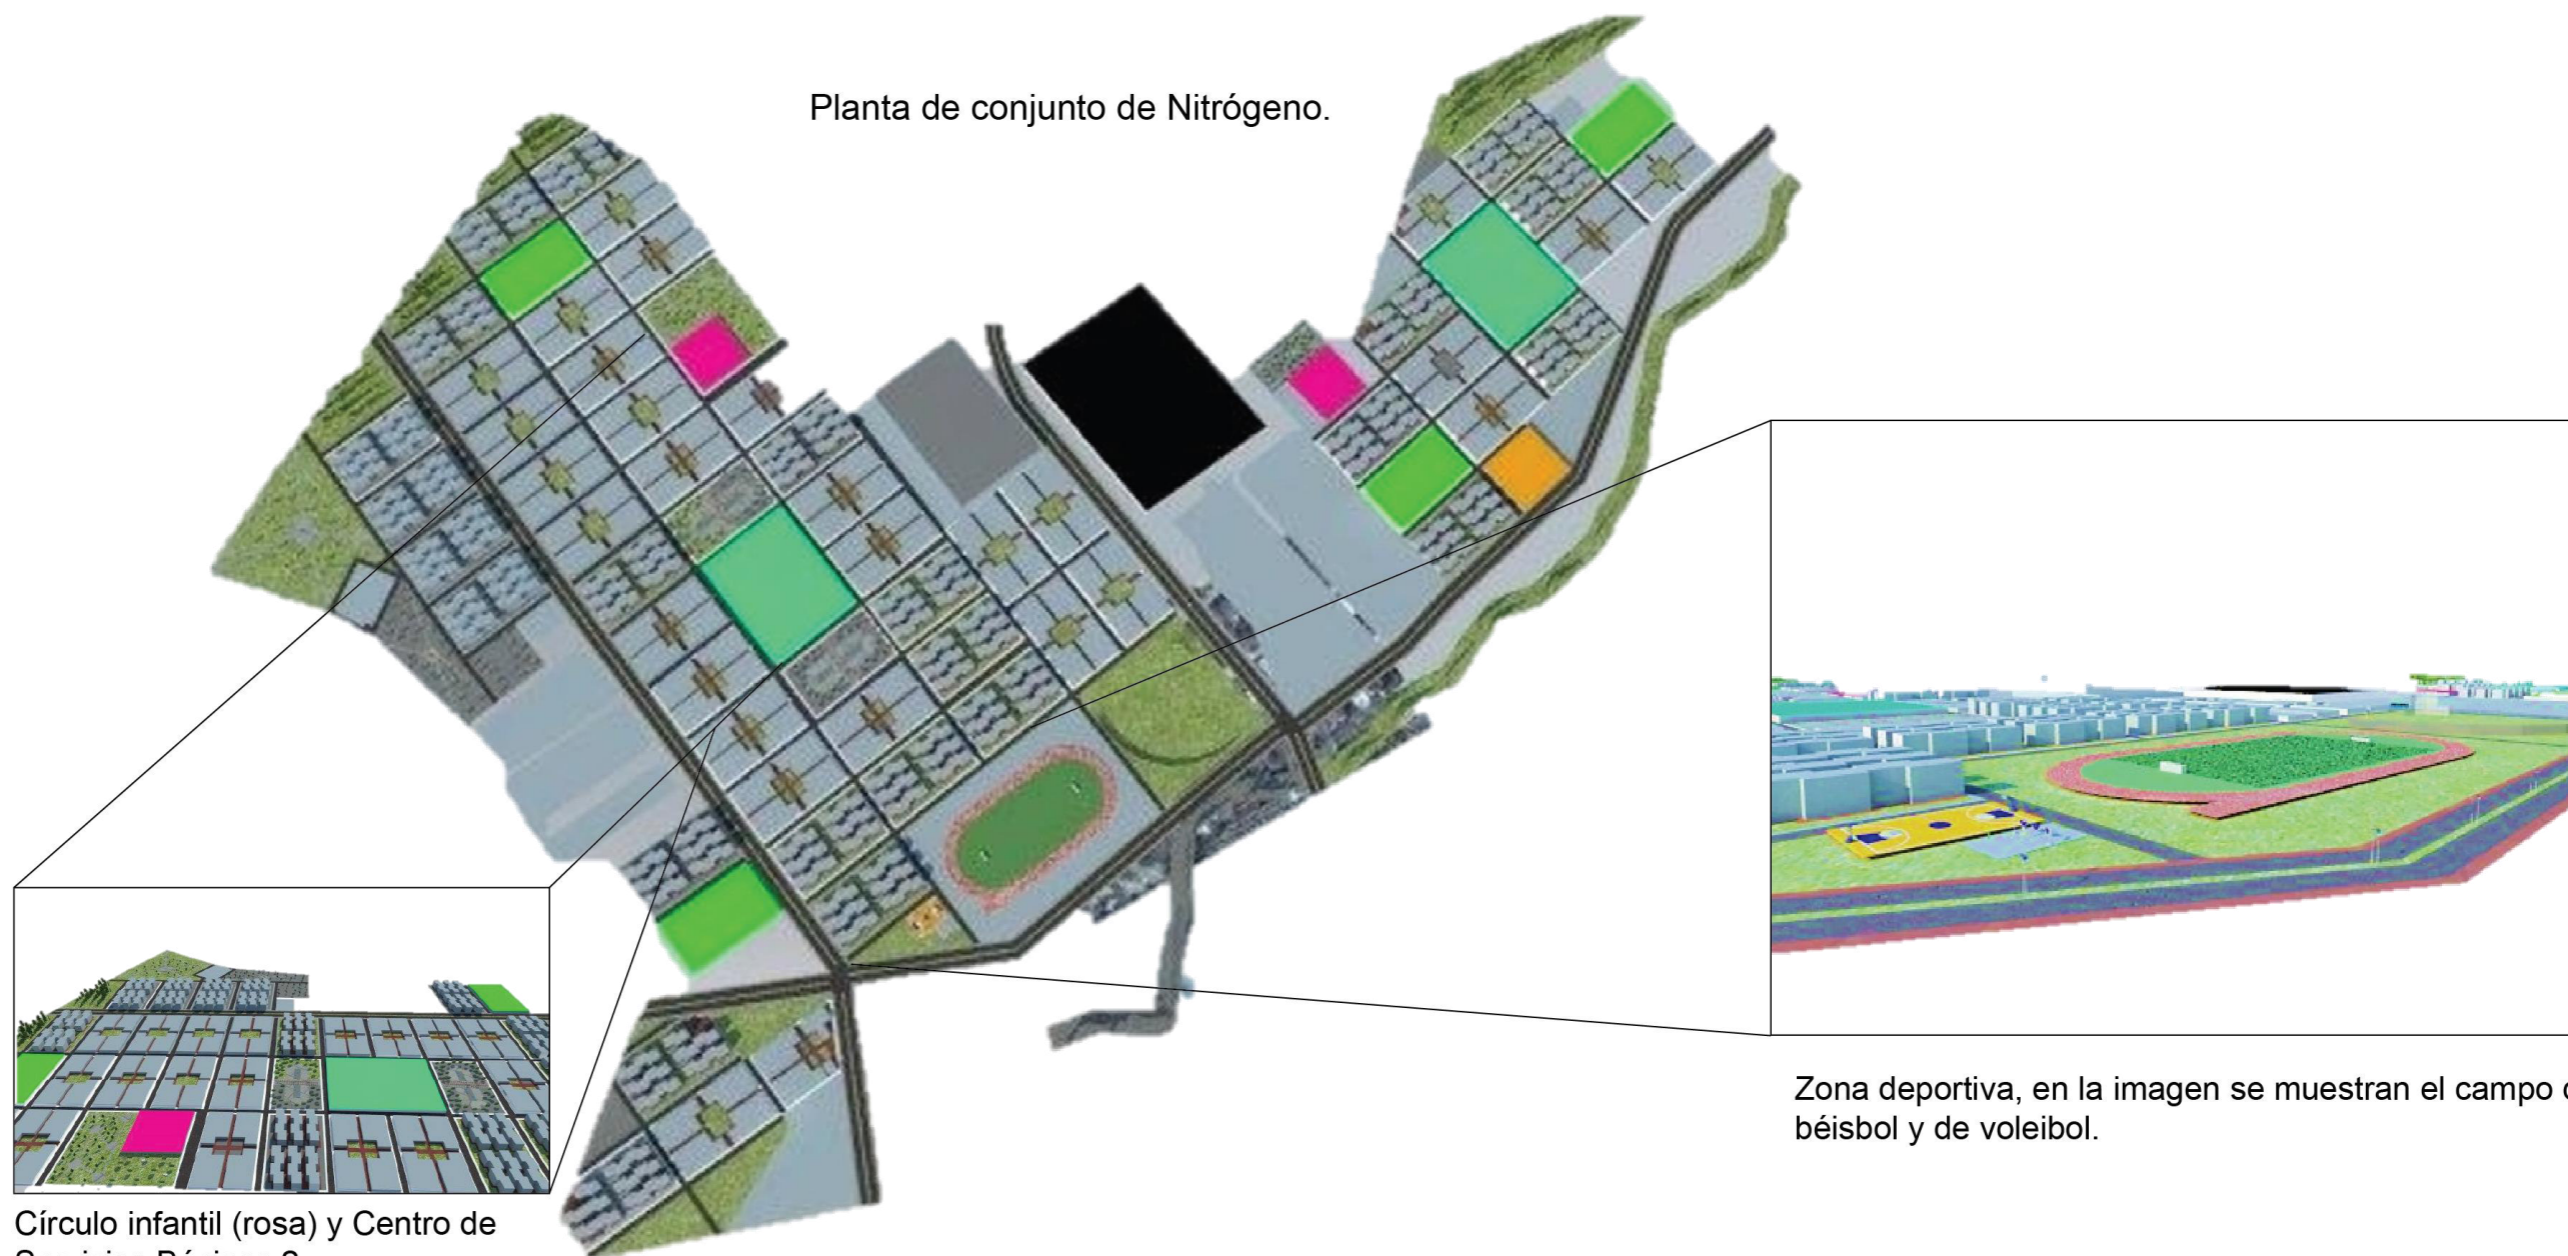 Planta de conjunto de Nitrógeno.
Zona deportiva, en la imagen se muestran el campo
béisbol y de voleibol.
Círculo infantil (rosa) y Centro de